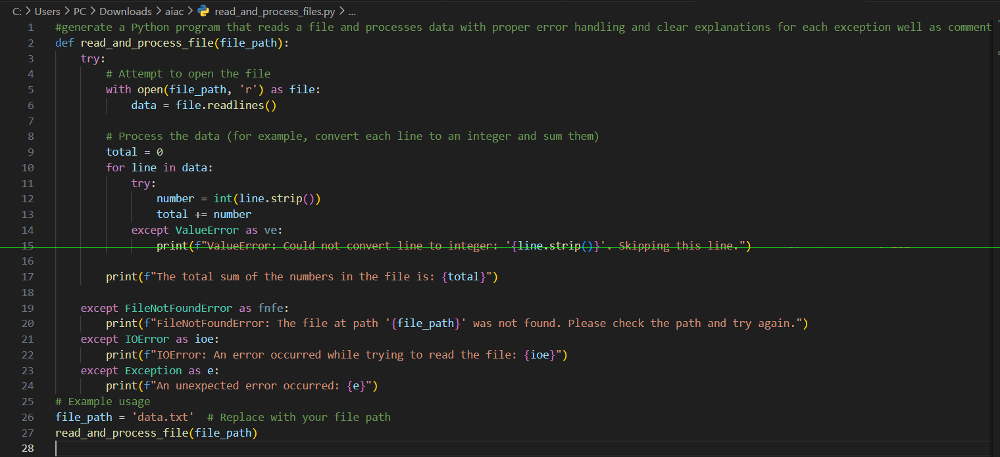 C: > Users > PC > Downloads > aiac > read_and_process_files.py > ...
1 #generate a Python program that reads a file and processes data with proper error handling and clear explanations for each exception well as comment
2 def read_and_process_file(file_path):
3     try:
4         # Attempt to open the file
5         with open(file_path, 'r') as file:
6             data = file.readlines()
7
8         # Process the data (for example, convert each line to an integer and sum them)
9         total = 0
10         for line in data:
11             try:
12                 number = int(line.strip())
13                 total += number
14             except ValueError as ve:
15                 print(f"ValueError: Could not convert line to integer: '{line.strip()}'. Skipping this line.")
16
17         print(f"The total sum of the numbers in the file is: {total}")
18
19     except FileNotFoundError as fnfe:
20         print(f"FileNotFoundError: The file at path '{file_path}' was not found. Please check the path and try again.")
21     except IOError as ioe:
22         print(f"IOError: An error occurred while trying to read the file: {ioe}")
23     except Exception as e:
24         print(f"An unexpected error occurred: {e}")
25 # Example usage
26 file_path = 'data.txt'  # Replace with your file path
27 read_and_process_file(file_path)
28